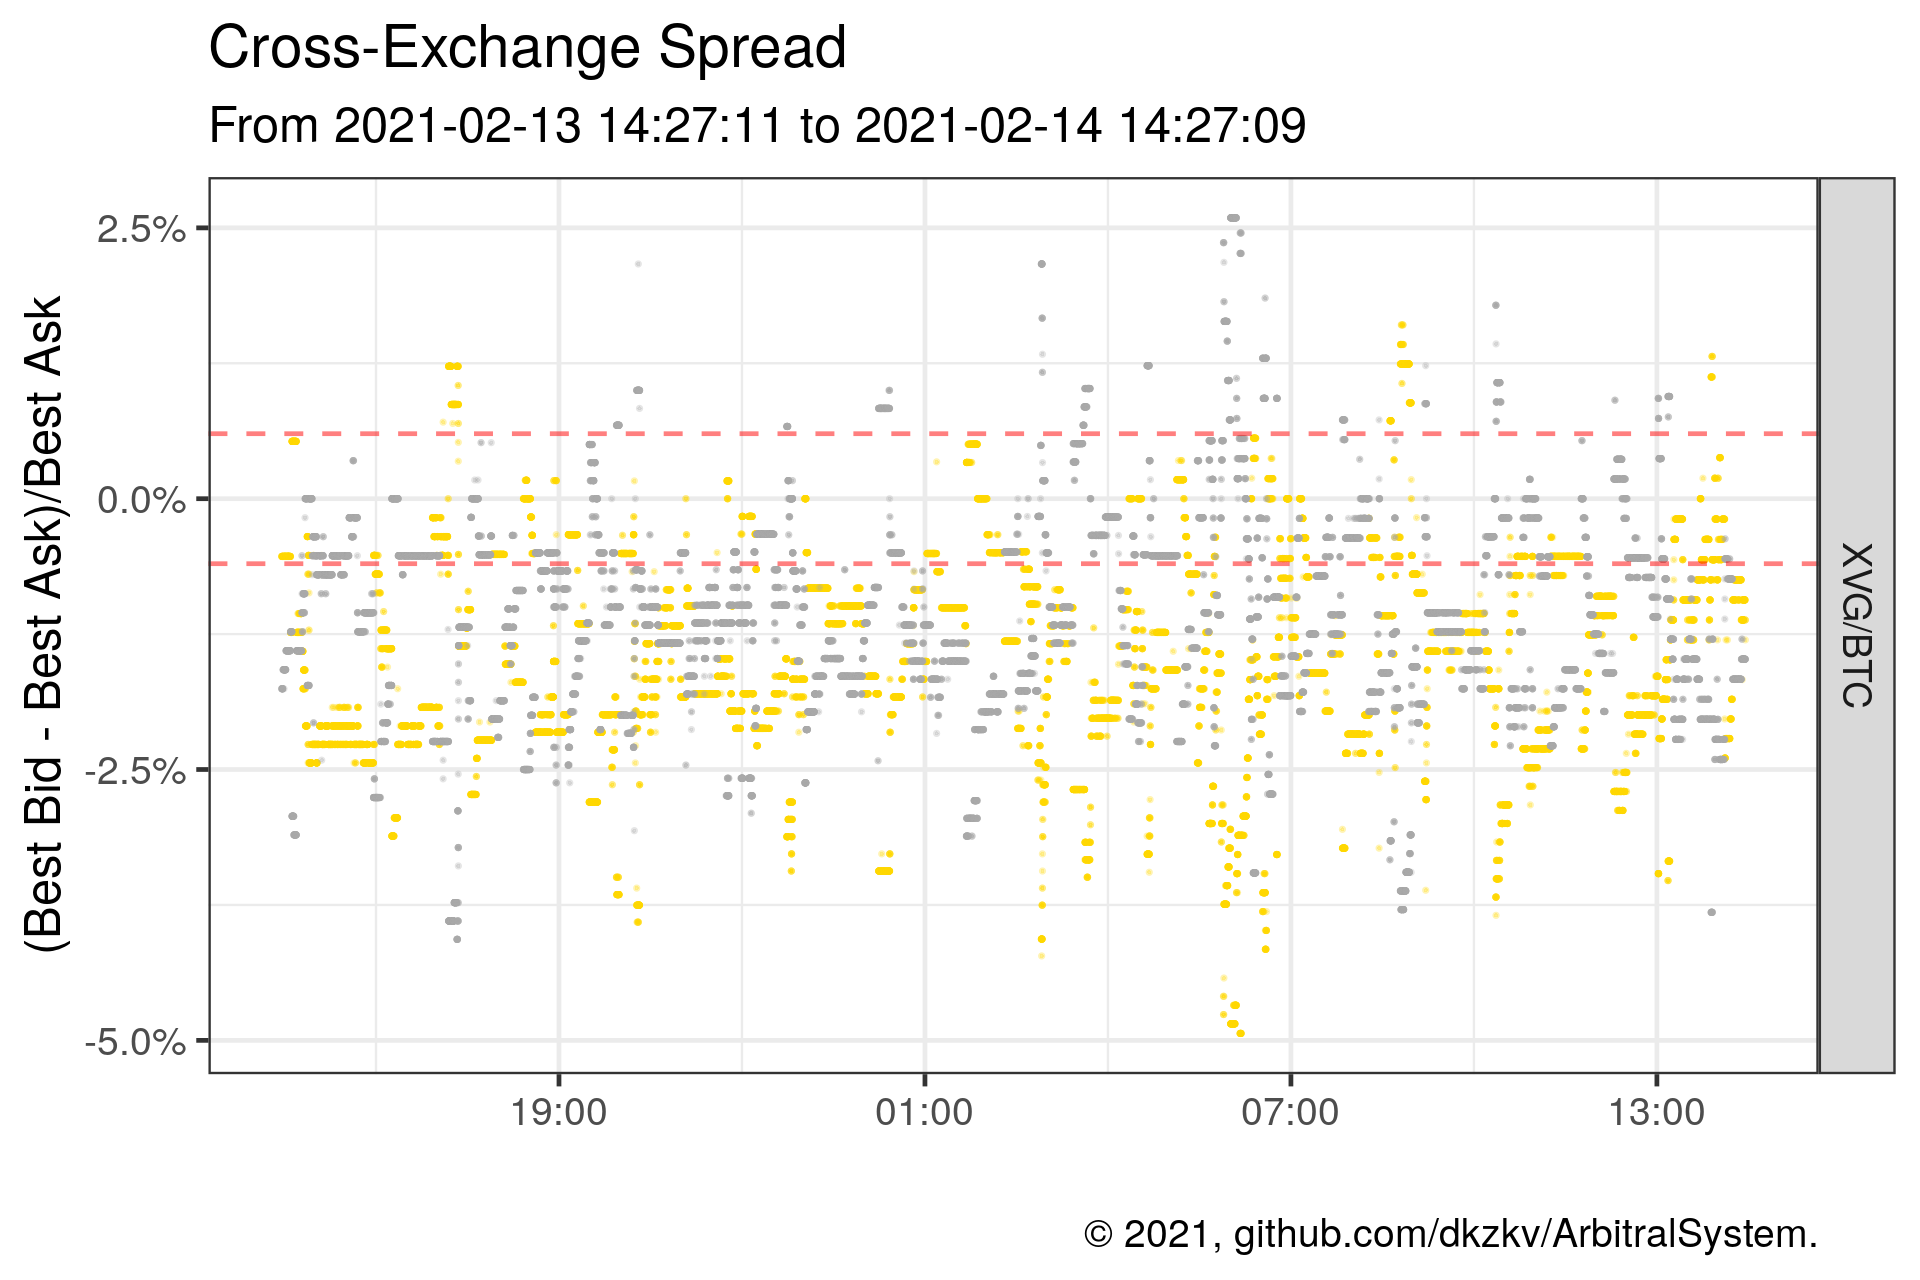 Cross-Exchange Spread
From 2021-02-13 14:27:11 to 2021-02-14 14:27:09
(Best Bid - Best Ask)/Best Ask
2.5%
0.0%
-2.5%
-5.0%
XVG/BTC
19:00
01:00
07:00
13:00
© 2021, github.com/dkzkv/ArbitralSystem.